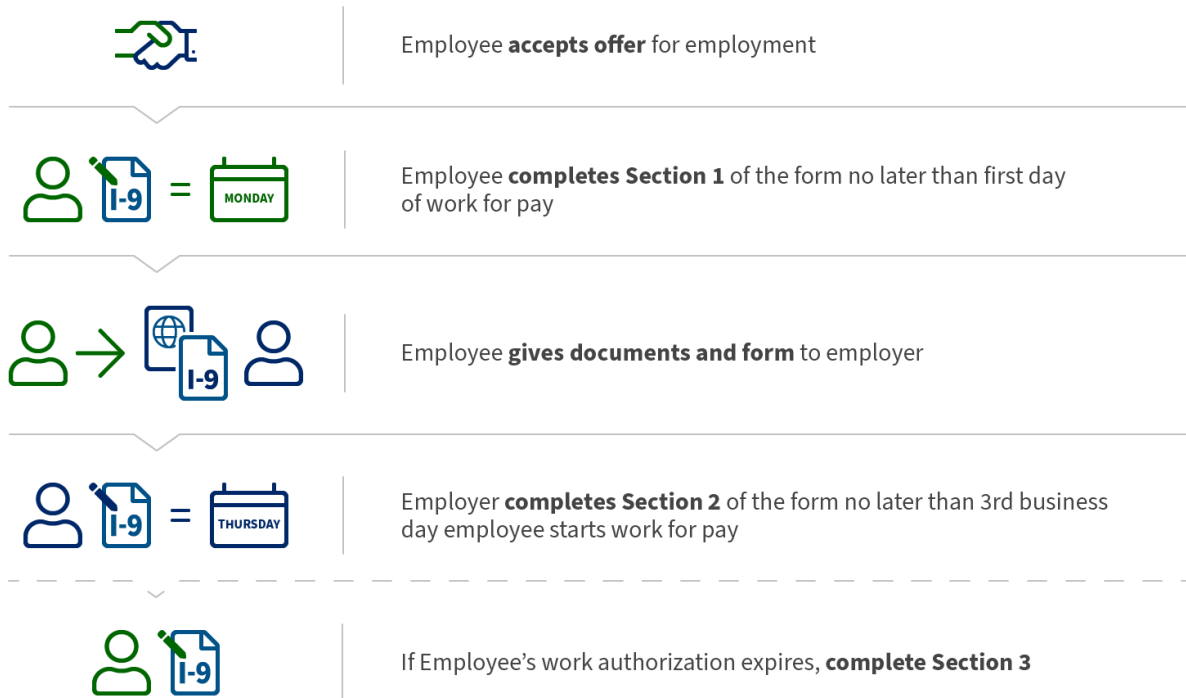 Employee accepts offer for employment
I-9
MONDAY
Employee completes Section 1 of the form no later than first day
of work for pay
I-9
Employee gives documents and form to employer
I-9
THURSDAY
Employer completes Section 2 of the form no later than 3rd business
day employee starts work for pay
I-9
If Employee’s work authorization expires, complete Section 3